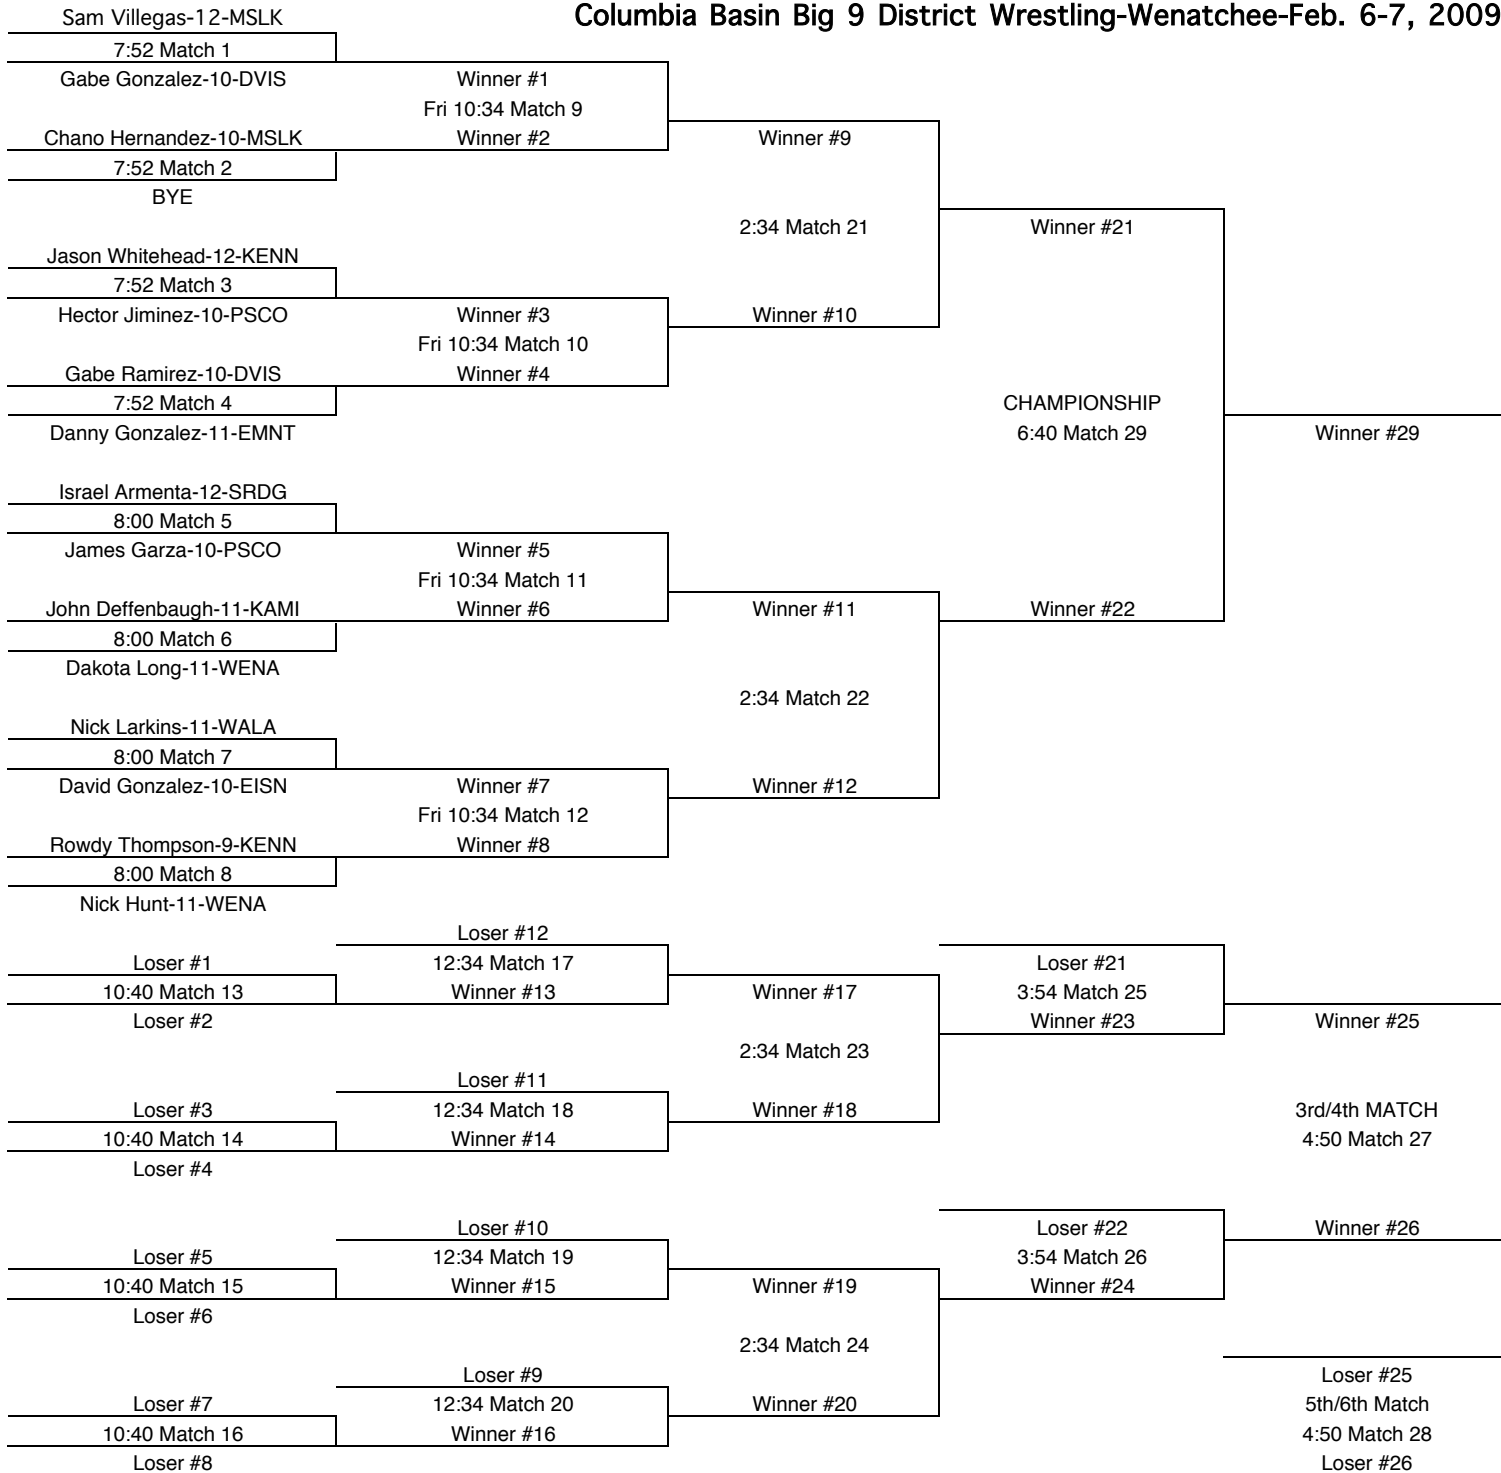 Columbia Basin Big 9 District Wrestling-Wenatchee-Feb. 6-7, 2009
Sam Villegas-12-MSLK
7:52 Match 1
Gabe Gonzalez-10-DVIS
Winner #1
Fri 10:34 Match 9
Chano Hernandez-10-MSLK
Winner #2
Winner #9
7:52 Match 2
BYE
2:34 Match 21
Winner #21
Jason Whitehead-12-KENN
7:52 Match 3
Hector Jiminez-10-PSCO
Winner #3
Winner #10
Fri 10:34 Match 10
Gabe Ramirez-10-DVIS
Winner #4
7:52 Match 4
CHAMPIONSHIP
Danny Gonzalez-11-EMNT
6:40 Match 29
Winner #29
Israel Armenta-12-SRDG
8:00 Match 5
James Garza-10-PSCO
Winner #5
Fri 10:34 Match 11
John Deffenbaugh-11-KAMI
Winner #6
Winner #11
Winner #22
8:00 Match 6
Dakota Long-11-WENA
2:34 Match 22
Nick Larkins-11-WALA
8:00 Match 7
David Gonzalez-10-EISN
Winner #7
Winner #12
Fri 10:34 Match 12
Rowdy Thompson-9-KENN
Winner #8
8:00 Match 8
Nick Hunt-11-WENA
Loser #12
Loser #1
12:34 Match 17
Loser #21
10:40 Match 13
Winner #13
Winner #17
3:54 Match 25
Loser #2
Winner #23
Winner #25
2:34 Match 23
Loser #11
Loser #3
12:34 Match 18
Winner #18
3rd/4th MATCH
10:40 Match 14
Winner #14
4:50 Match 27
Loser #4
Loser #10
Loser #22
Winner #26
Loser #5
12:34 Match 19
3:54 Match 26
10:40 Match 15
Winner #15
Winner #19
Winner #24
Loser #6
2:34 Match 24
Loser #9
Loser #25
Loser #7
12:34 Match 20
Winner #20
5th/6th Match
10:40 Match 16
Winner #16
4:50 Match 28
Loser #8
Loser #26